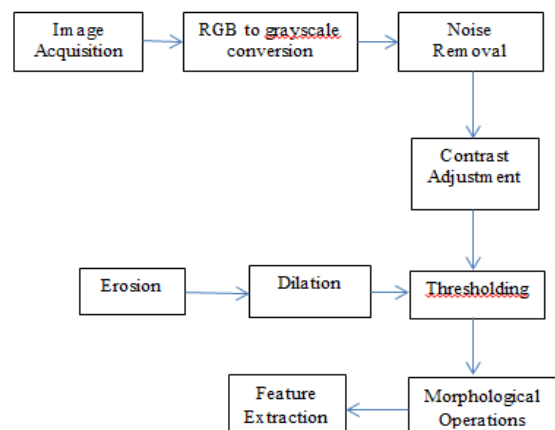 Image
Acquisition
RGB to grayscale
conversion
Noise
Removal
Contrast
Adjustment
Erosion
Dilation
Thresholding
Feature
Extraction
Morphological
Operations